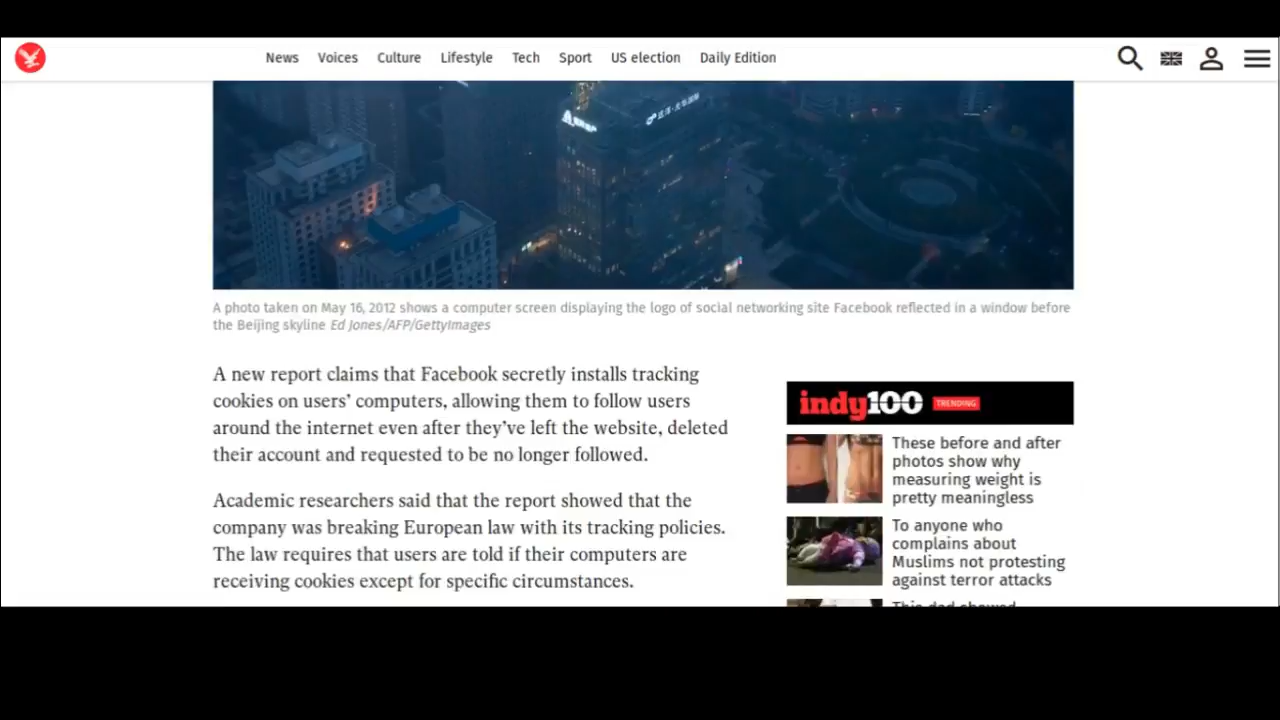 News Voices Culture Lifestyle Tech Sport US election Daily Edition
A photo taken on May 16, 2012 shows a computer screen displaying the logo of social networking site Facebook reflected in a window before
the Beijing skyline Ed Jones/AFP/GettyImages
A new report claims that Facebook secretly installs tracking
cookies on users’ computers, allowing them to follow users
around the internet even after they’ve left the website, deleted
their account and requested to be no longer followed.
Academic researchers said that the report showed that the
company was breaking European law with its tracking policies.
The law requires that users are told if their computers are
receiving cookies except for specific circumstances.
indy100 TRENDING
These before and after
photos show why
measuring weight is
pretty meaningless
To anyone who
complains about
Muslims not protesting
against terror attacks
This dad showed